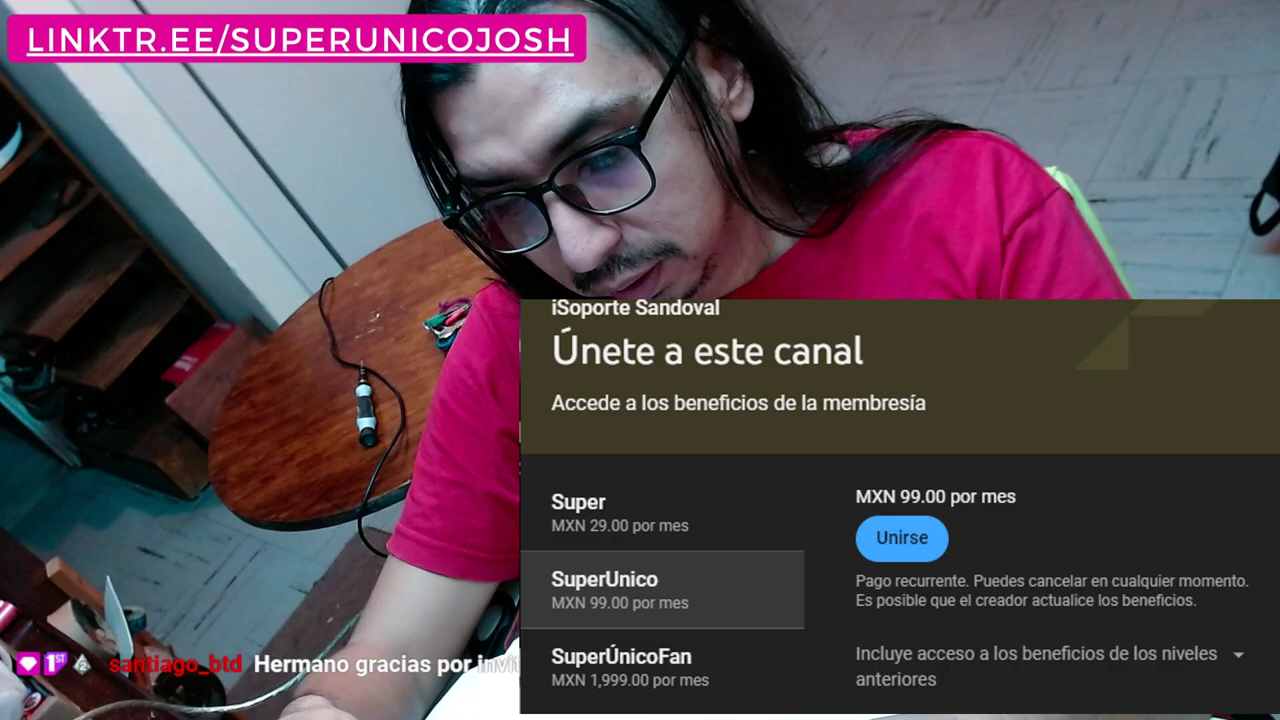 LINKTR.EE/SUPERUNICOJOSH
iSoporte Sandoval
Únete a este canal
Accede a los beneficios de la membresía
Super
MXN 29.00 por mes
SuperUnico
MXN 99.00 por mes
SuperÚnicoFan
MXN 1,999.00 por mes
MXN 99.00 por mes
Unirse
Pago recurrente. Puedes cancelar en cualquier momento.
Es posible que el creador actualice los beneficios.
Incluye acceso a los beneficios de los niveles
anteriores
1ST
santiago_btd Hermano gracias por